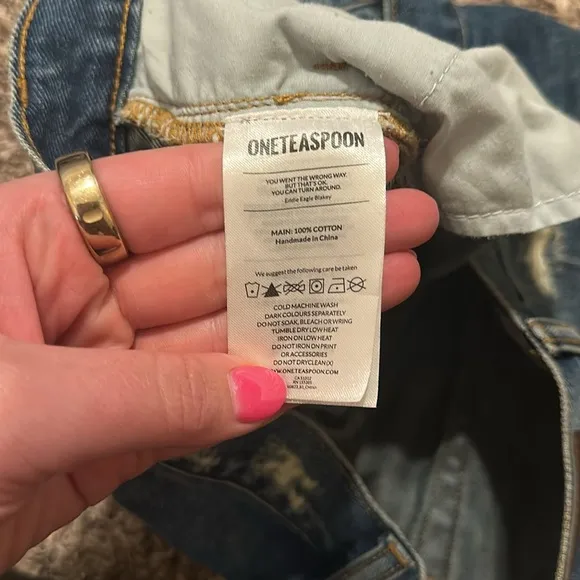 ONETEASPOON
YOU WENT THE WRONG WAY.
BUT THAT'S OK.
YOU CAN TURN AROUND.
Eddie Eagle Blakey
MAIN: 100% COTTON
Handmade in China
We suggest the following care be taken
COLD MACHINE WASH
DARK COLOURS SEPARATELY
DO NOT SOAK, BLEACH OR WRING
TUMBLE DRY LOW HEAT
IRON ON LOW HEAT
DO NOT IRON ON PRINT
OR ACCESSORIES
DO NOT DRYCLEAN (X)
W.ONETEASPOON.COM